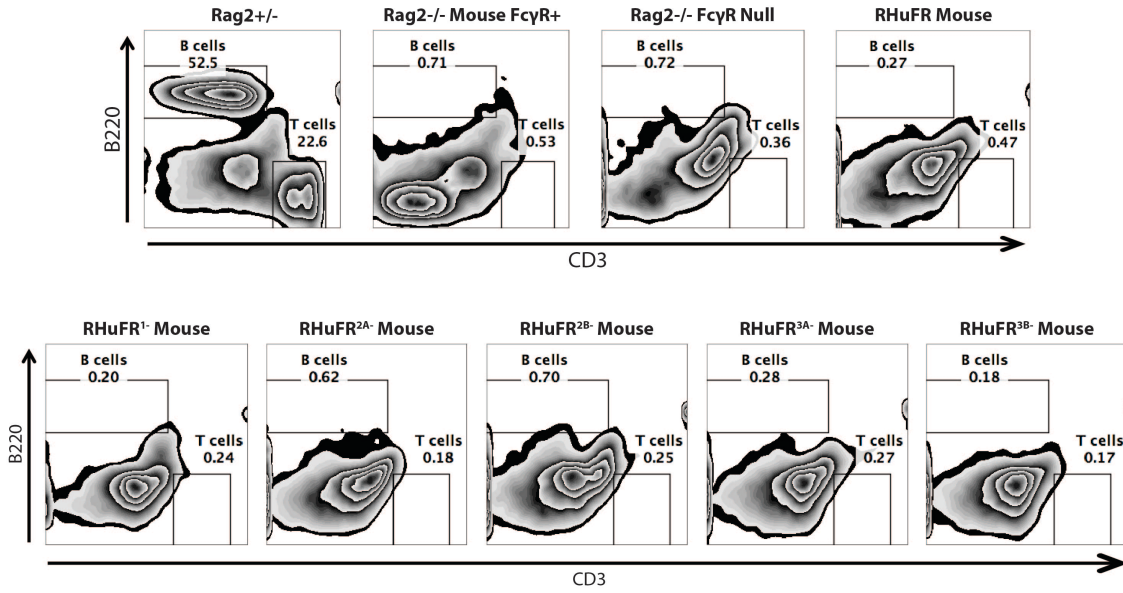 Rag2+/-
Rag2-/- Mouse FcγR+
Rag2-/- FcγR Null
RHuFR Mouse
B cells
52.5
T cells
22.6
B cells
0.71
T cells
0.53
B cells
0.72
T cells
0.36
B cells
0.27
T cells
0.47
B220
CD3
RHuFR¹⁻ Mouse
RHuFR²ᴬ⁻ Mouse
RHuFR²ᴮ⁻ Mouse
RHuFR³ᴬ⁻ Mouse
RHuFR³ᴮ⁻ Mouse
B cells
0.20
T cells
0.24
B cells
0.62
T cells
0.18
B cells
0.70
T cells
0.25
B cells
0.28
T cells
0.27
B cells
0.18
T cells
0.17
B220
CD3